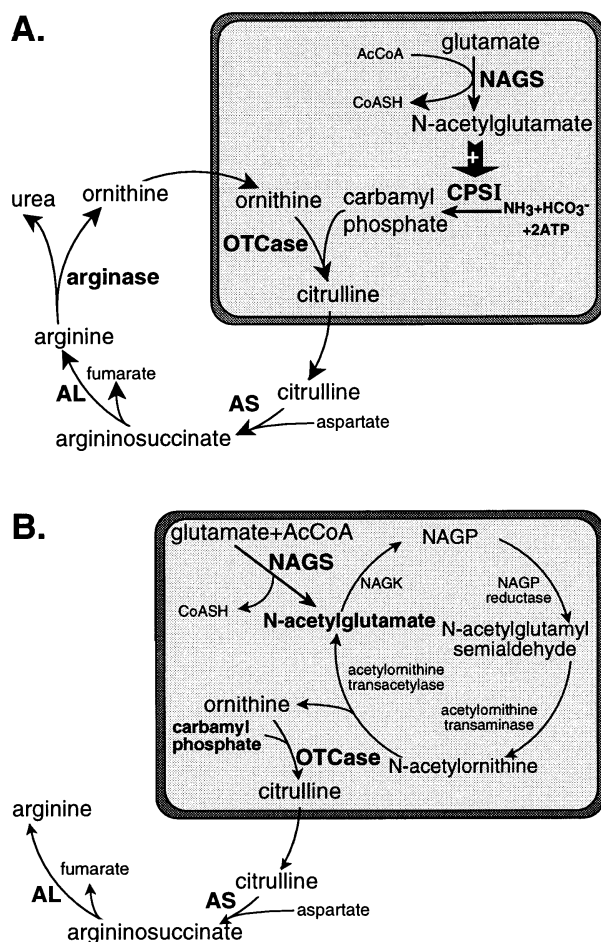 A.
glutamate
AcCoA
NAGS
CoASH
N-acetylglutamate
+
CPSI
urea
ornithine
ornithine
carbamyl
phosphate
NH3+HCO3-
+2ATP
OTCase
arginase
citrulline
arginine
fumarate
AL
citrulline
AS
aspartate
argininosuccinate
B.
glutamate+AcCoA
NAGP
NAGS
NAGK
NAGP
reductase
CoASH
N-acetylglutamate
N-acetylglutamyl
semialdehyde
acetylornithine
transacetylase
ornithine
acetylornithine
transaminase
carbamyl
phosphate
OTCase
N-acetylornithine
citrulline
arginine
fumarate
citrulline
AL
AS
aspartate
argininosuccinate